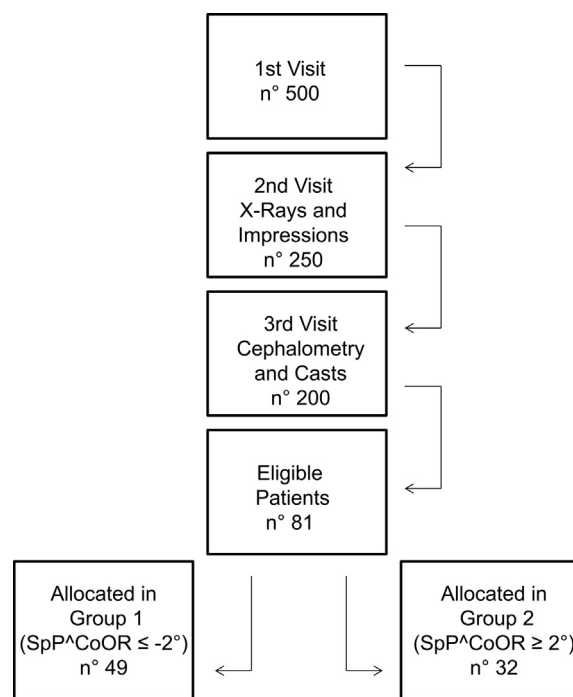 1st Visit
n° 500
2nd Visit
X-Rays and
Impressions
n° 250
3rd Visit
Cephalometry
and Casts
n° 200
Eligible
Patients
n° 81
Allocated in
Group 1
(SpP^CoOR ≤ -2°)
n° 49
Allocated in
Group 2
(SpP^CoOR ≥ 2°)
n° 32